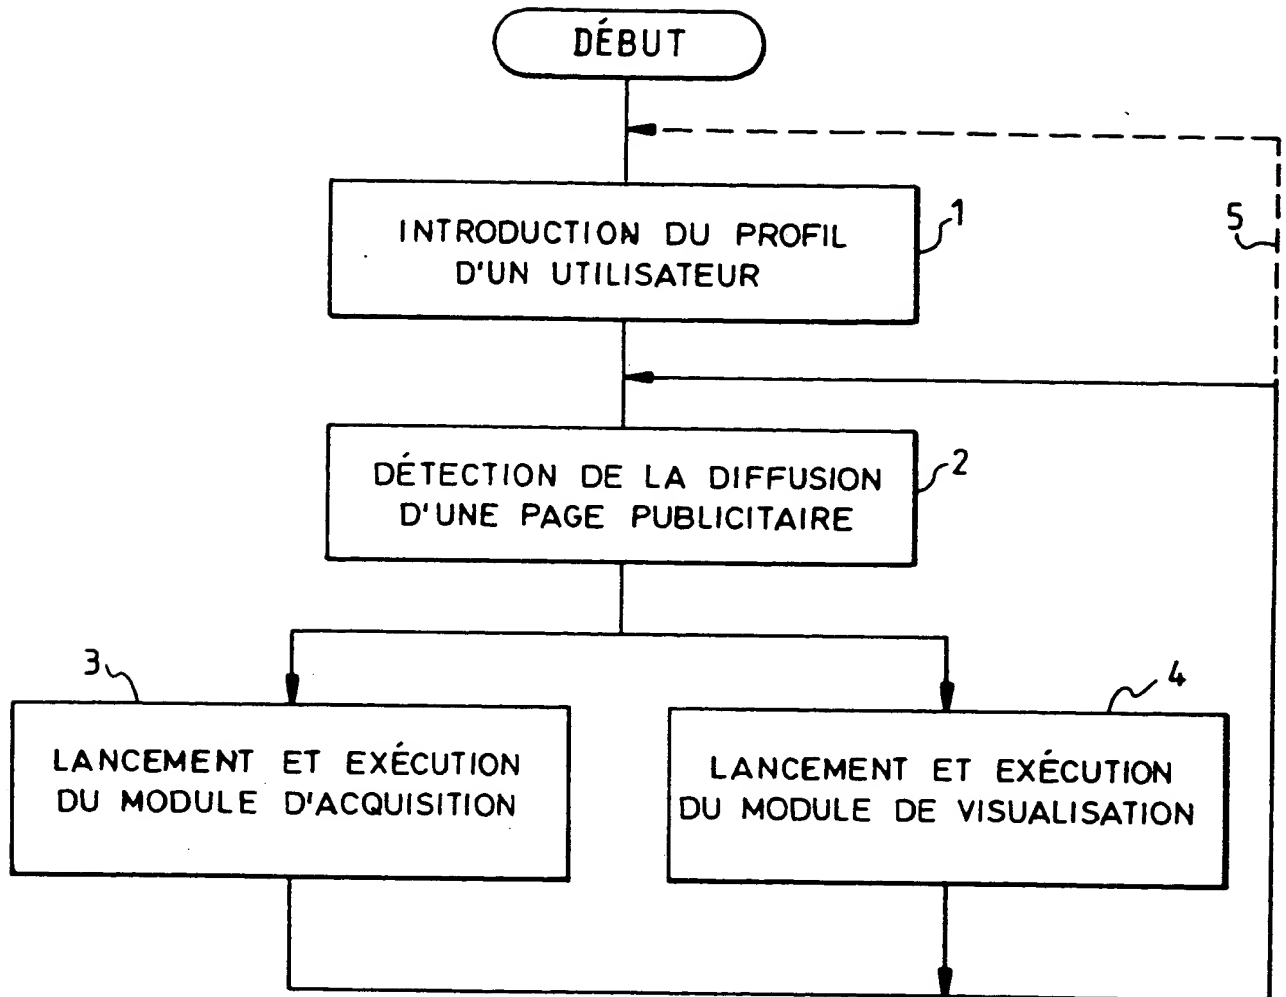 DÉBUT
INTRODUCTION DU PROFIL
D'UN UTILISATEUR
1
5
DÉTECTION DE LA DIFFUSION
D'UNE PAGE PUBLICITAIRE
2
3
LANCEMENT ET EXÉCUTION
DU MODULE D'ACQUISITION
4
LANCEMENT ET EXÉCUTION
DU MODULE DE VISUALISATION